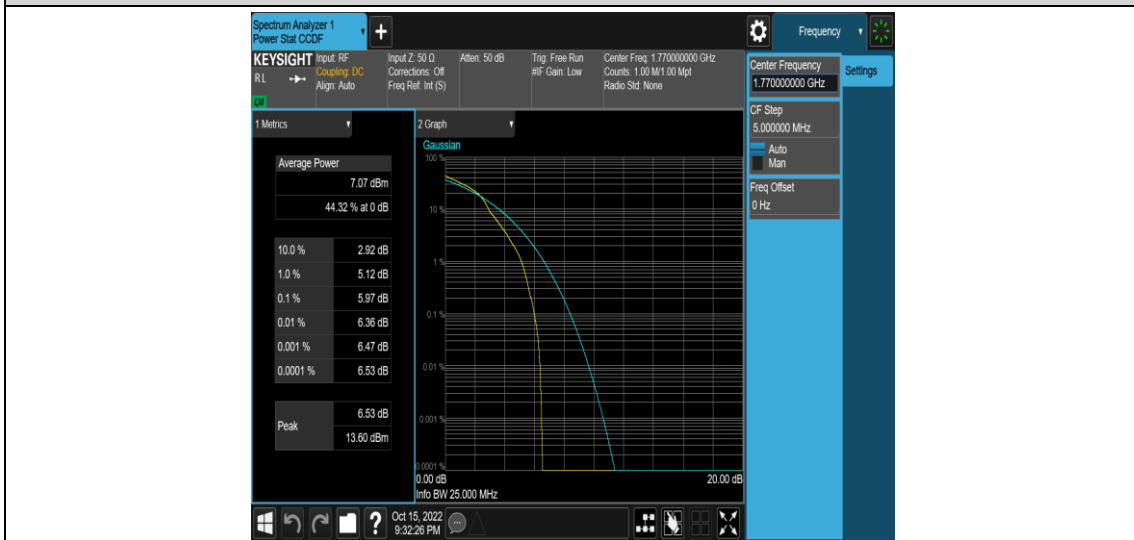 Spectrum Analyzer 1
Power Stat CCDF
Frequency
KEYSIGHT
RL
Input: RF
Coupling: DC
Align: Auto
Input Z: 50 Ω
Corrections: Off
Freq Ref: Int (S)
Atten: 50 dB
Trig: Free Run
#IF Gain: Low
Center Freq: 1.770000000 GHz
Counts: 1.00 M/1.00 Mpt
Radio Std: None
Center Frequency
1.770000000 GHz
Settings
CF Step
5.000000 MHz
Auto
Man
Freq Offset
0 Hz
1 Metrics
Average Power
7.07 dBm
44.32 % at 0 dB
10.0 % 2.92 dB
1.0 % 5.12 dB
0.1 % 5.97 dB
0.01 % 6.36 dB
0.001 % 6.47 dB
0.0001 % 6.53 dB
Peak
6.53 dB
13.60 dBm
2 Graph
Gaussian
100 %
10 %
1 %
0.1 %
0.01 %
0.001 %
0.0001 %
0.00 dB
20.00 dB
Info BW 25.000 MHz
Oct 15, 2022
9:32:26 PM